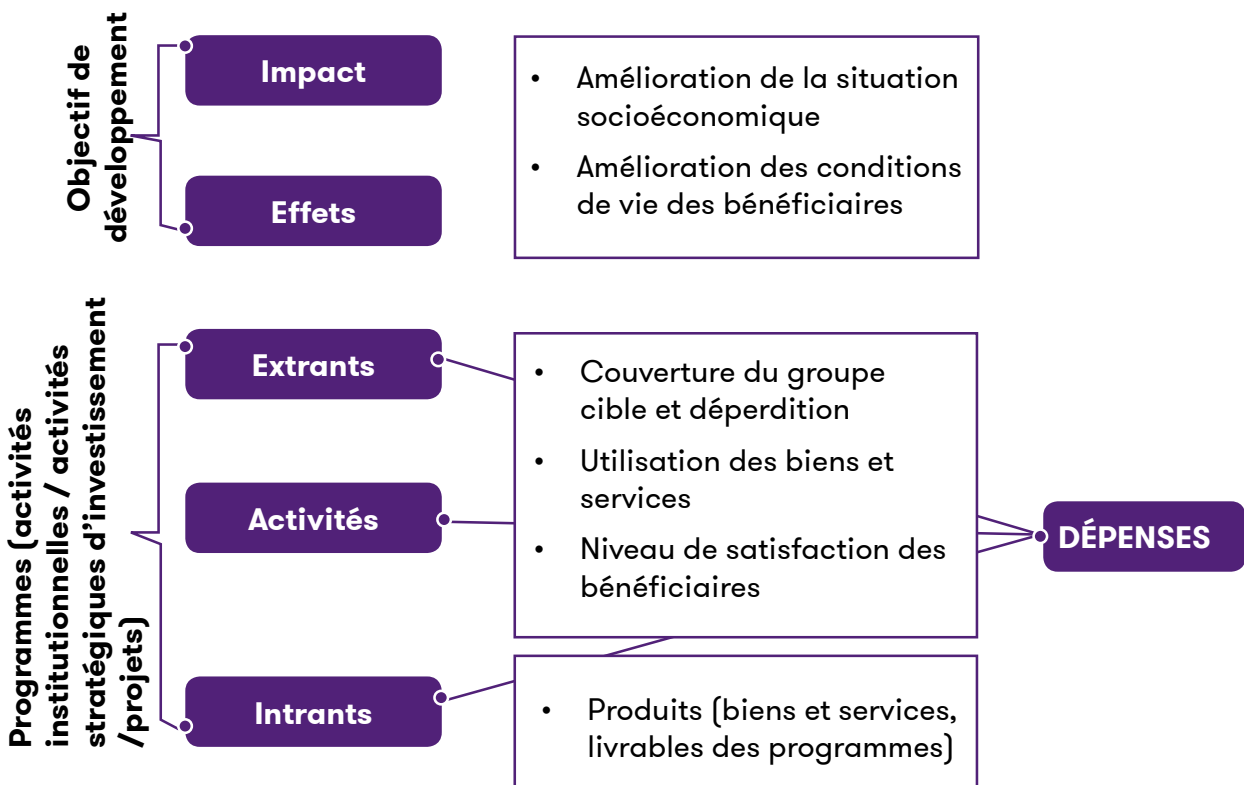 Objectif de
développement
Impact
Effets
• Amélioration de la situation
socioéconomique
• Amélioration des conditions
de vie des bénéficiaires
Programmes (activités
institutionnelles / activités
stratégiques d’investissement
/projets)
Extrants
Activités
Intrants
• Couverture du groupe
cible et déperdition
• Utilisation des biens et
services
• Niveau de satisfaction des
bénéficiaires
• Produits (biens et services,
livrables des programmes)
DÉPENSES